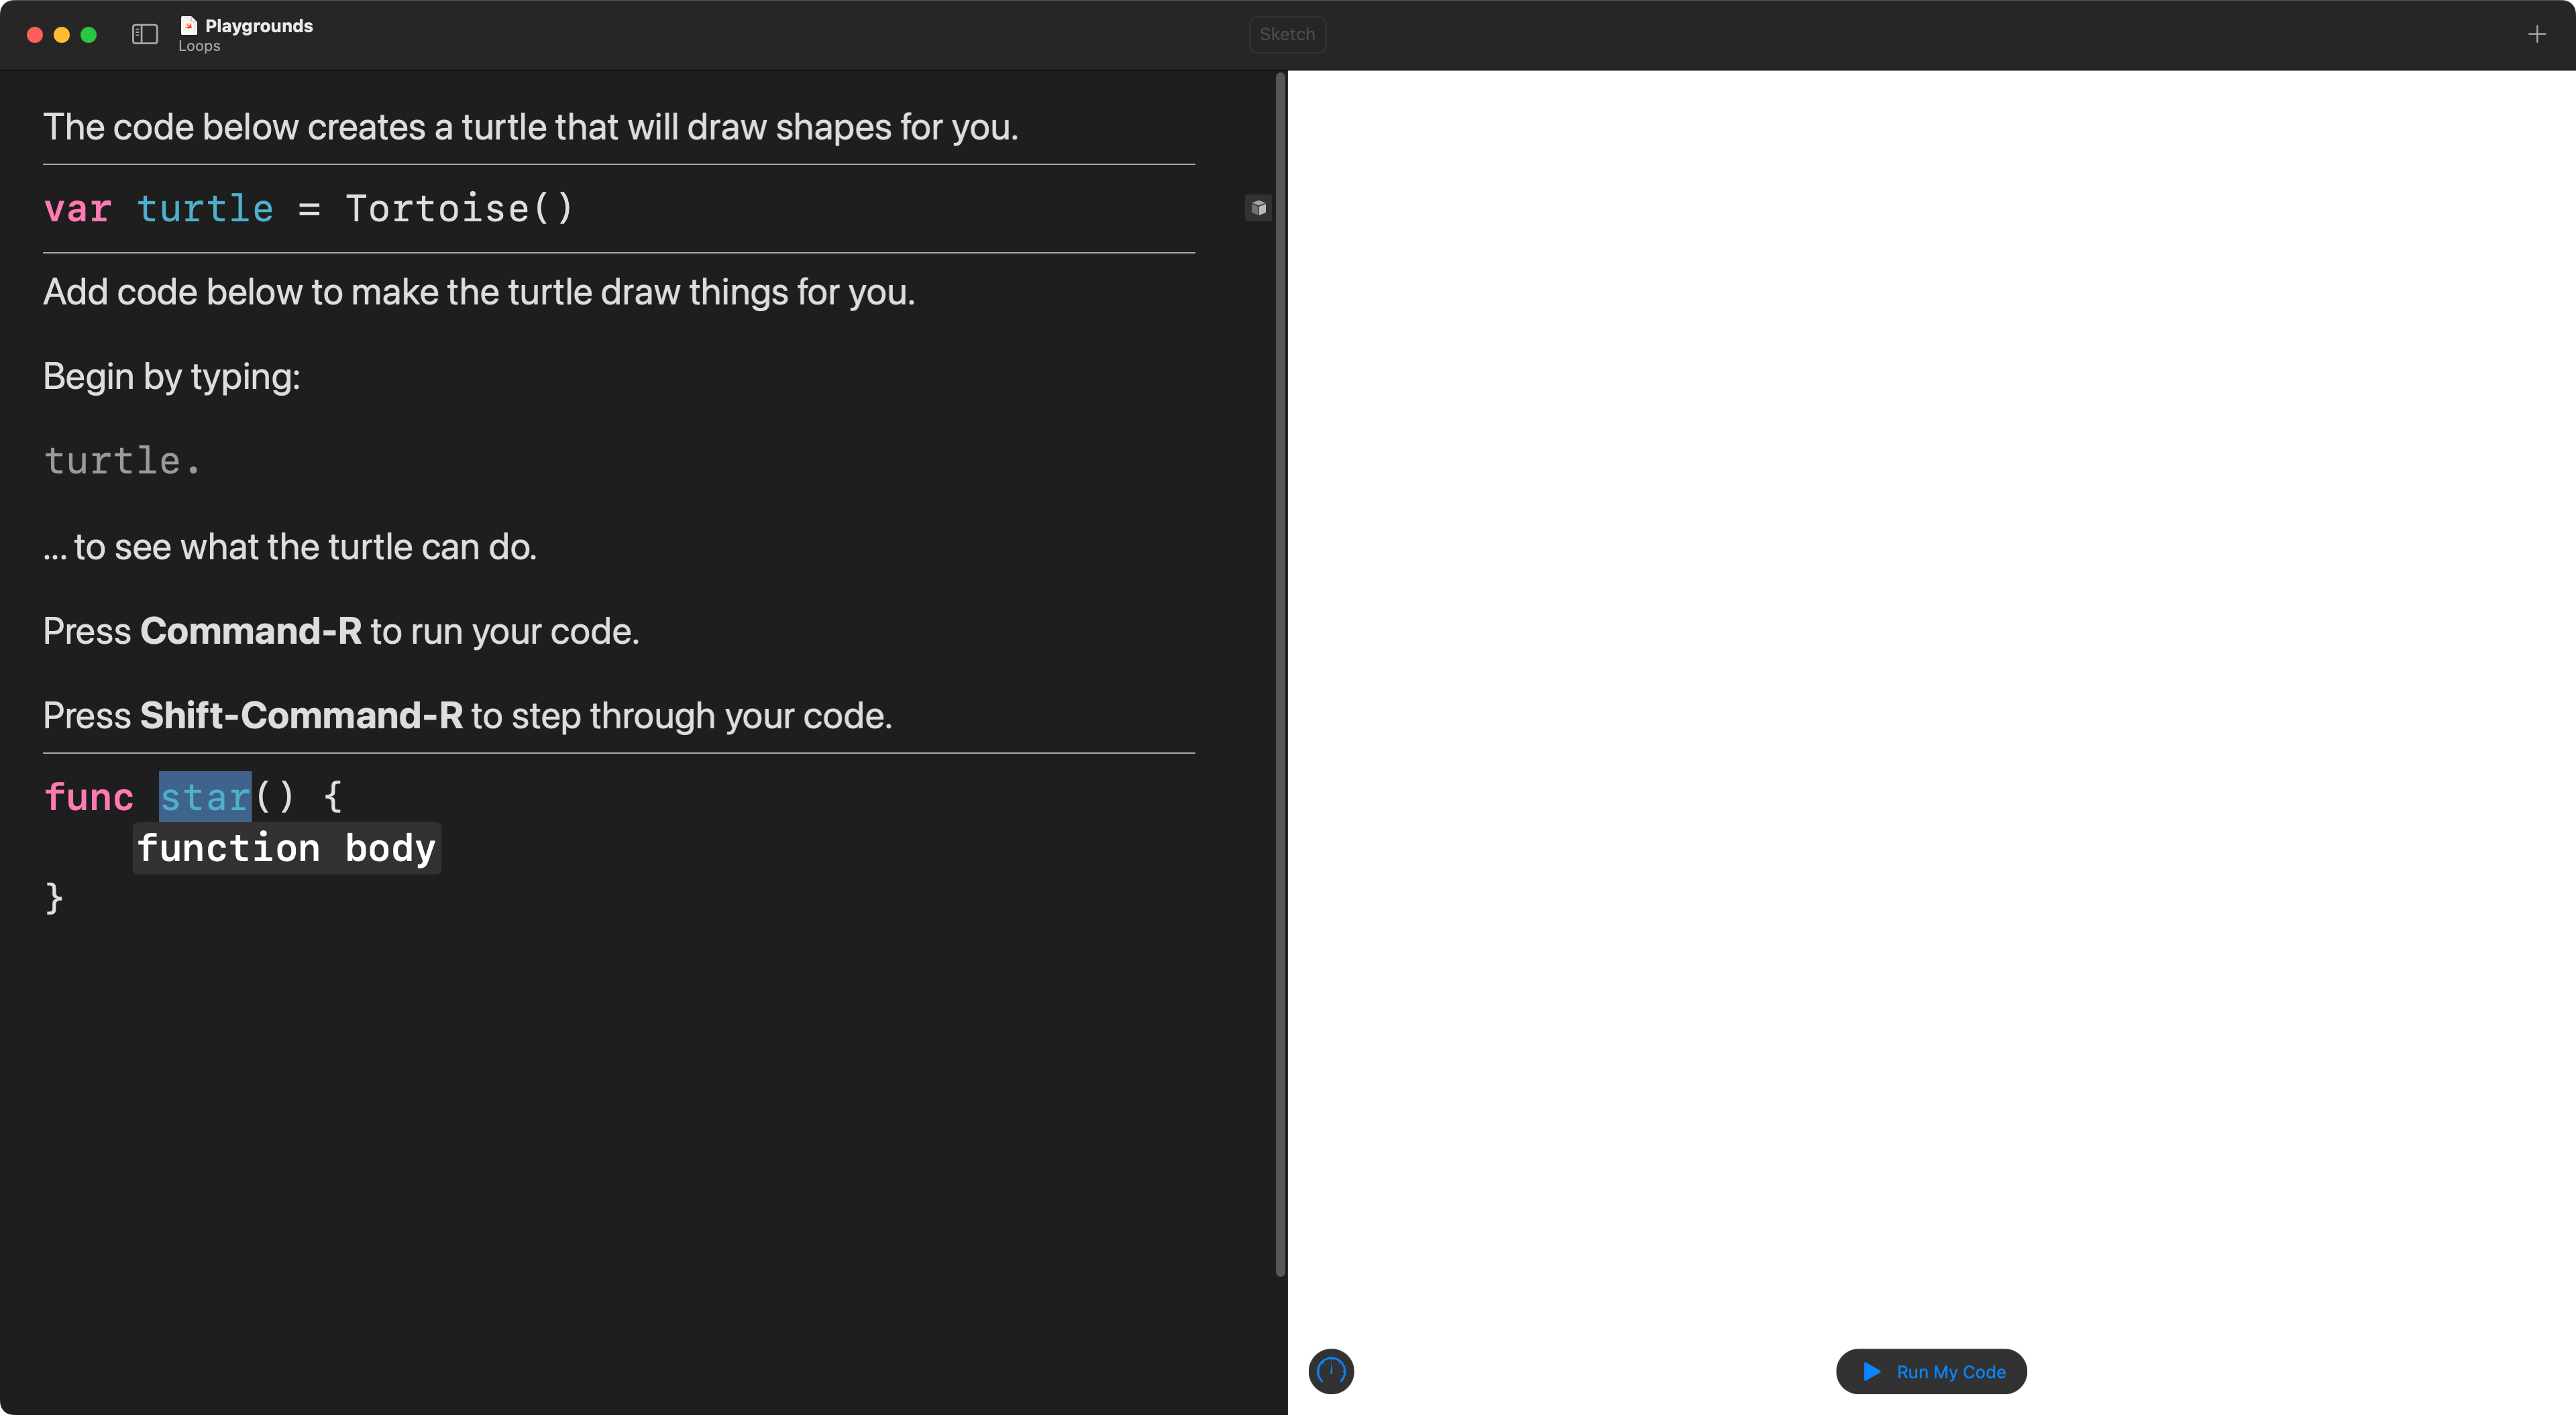 Playgrounds
Loops
Sketch
The code below creates a turtle that will draw shapes for you.
var turtle = Tortoise()
Add code below to make the turtle draw things for you.
Begin by typing:
turtle.
... to see what the turtle can do.
Press Command-R to run your code.
Press Shift-Command-R to step through your code.
func star() {
function body
}
Run My Code